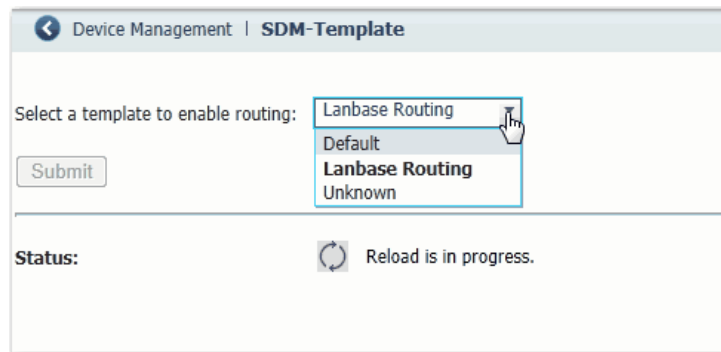 Device Management | SDM-Template
Select a template to enable routing: Lanbase Routing
Default
Lanbase Routing
Unknown
Submit
Status: Reload is in progress.